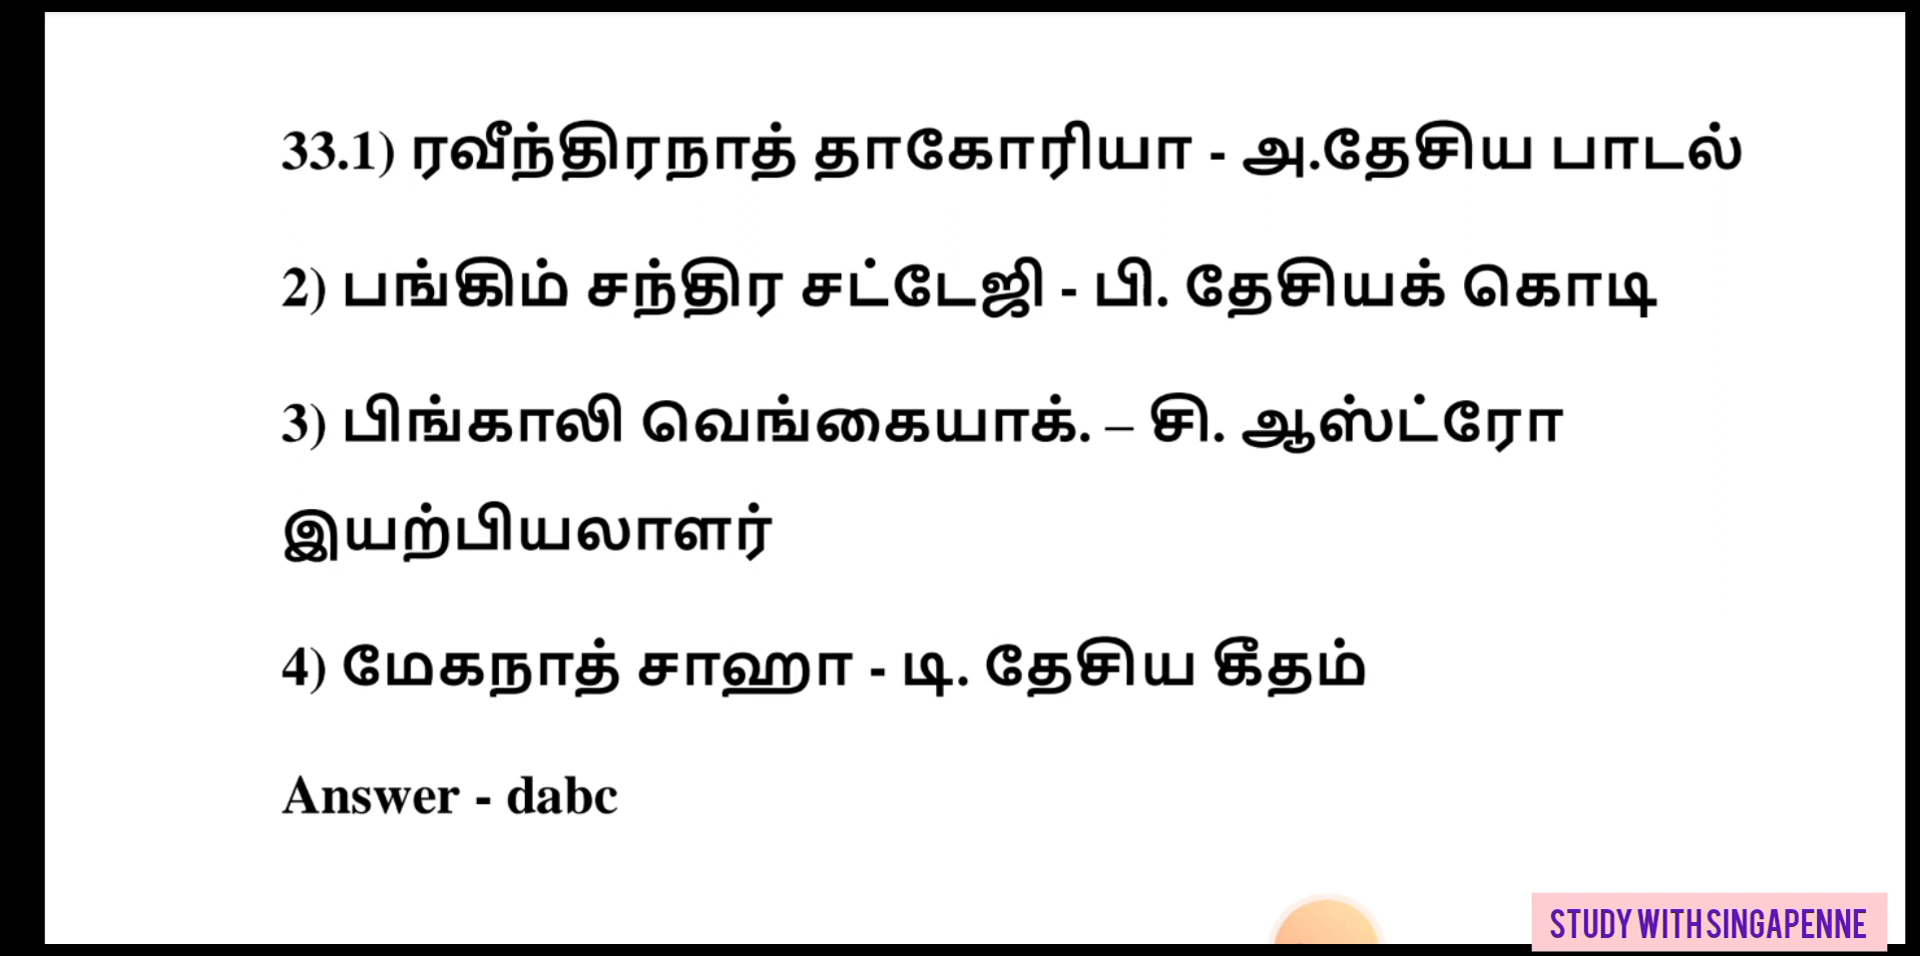 33.1) ரவீந்திரநாத் தாகோரியா - அ.தேசிய பாடல்
2) பங்கிம் சந்திர சட்டேஜி - பி. தேசியக் கொடி
3) பிங்காலி வெங்கையாக். – சி. ஆஸ்ட்ரோ
இயற்பியலாளர்
4) மேகநாத் சாஹா - டி. தேசிய கீதம்
Answer - dabc
STUDY WITH SINGAPENNE